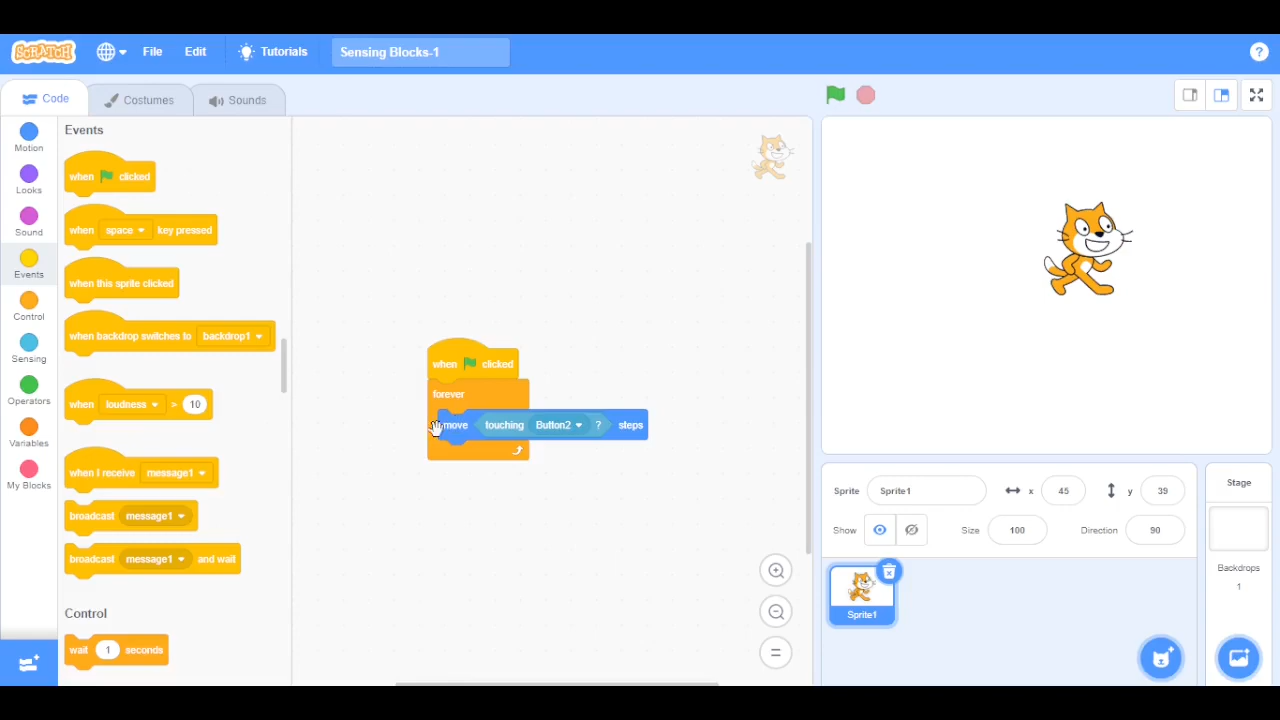 SCRATCH File Edit Tutorials Sensing Blocks-1 ?
Code Costumes Sounds
Motion
Looks
Sound
Events
Control
Sensing
Operators
Variables
My Blocks
Events
when clicked
when space key pressed
when this sprite clicked
when backdrop switches to backdrop1
when loudness > 10
when I receive message1
broadcast message1
broadcast message1 and wait
Control
wait 1 seconds
when clicked
forever
move touching Button2 ? steps
Sprite Sprite1 x 45 y 39
Show Size 100 Direction 90
Sprite1
Stage
Backdrops
1